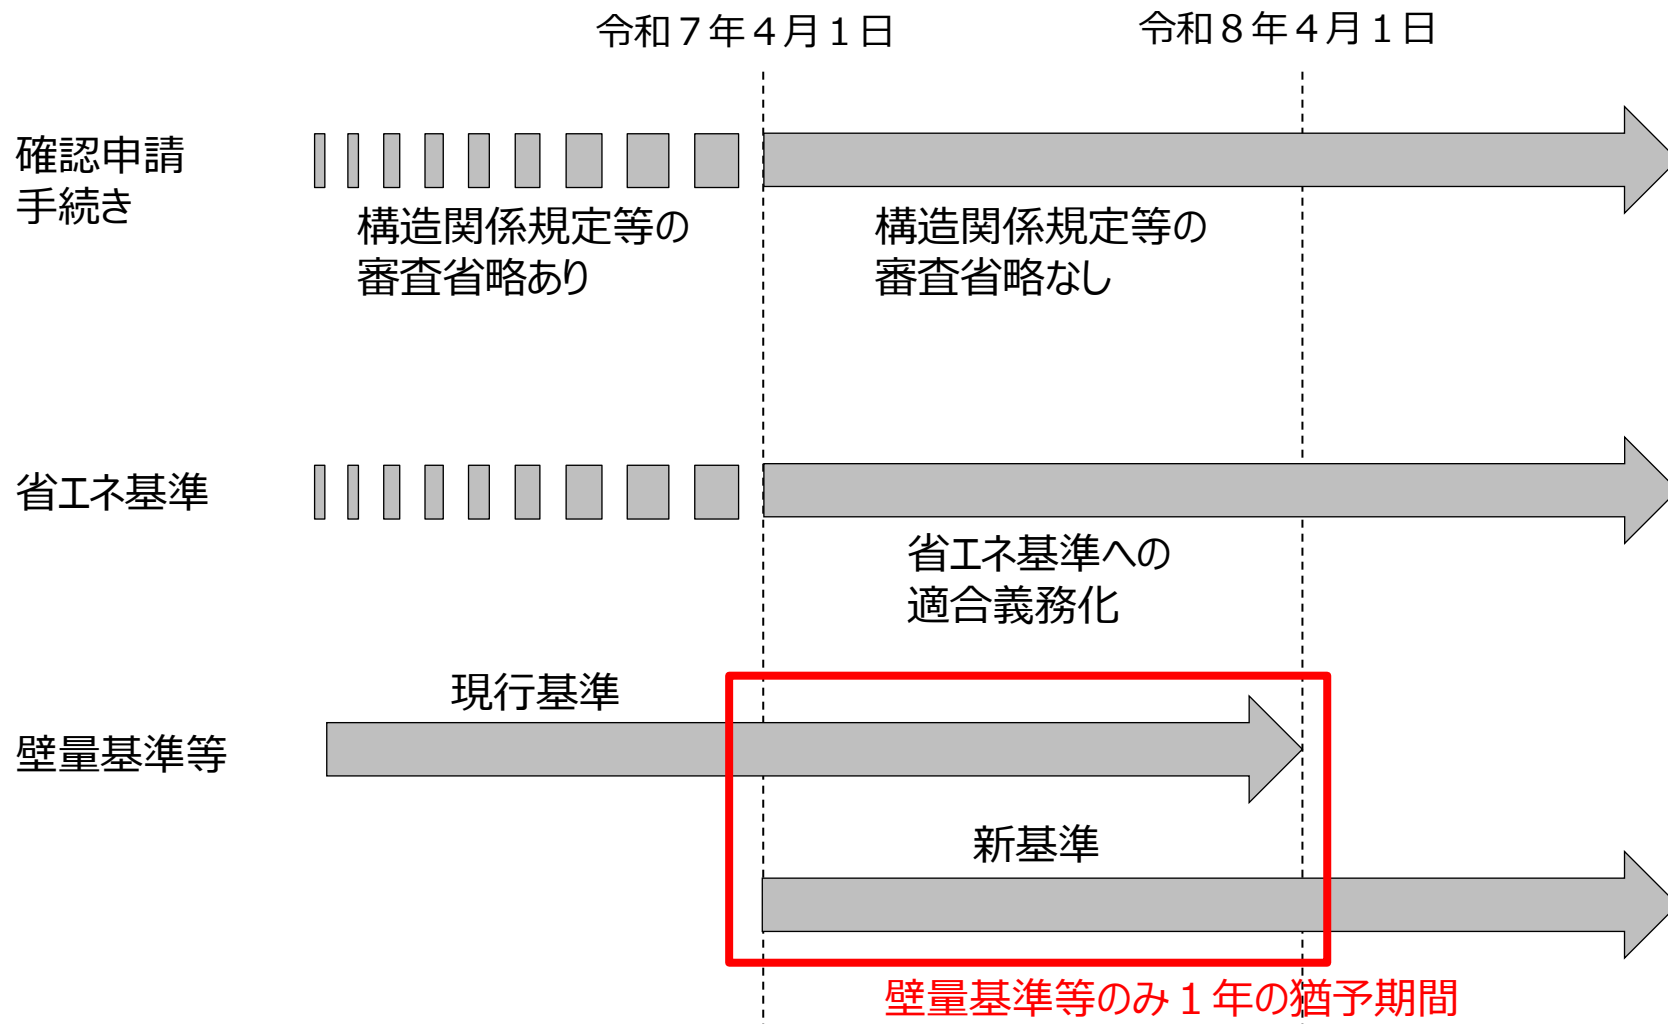 令和７年４月１日
令和８年４月１日
確認申請
手続き
構造関係規定等の
審査省略あり
構造関係規定等の
審査省略なし
省エネ基準
省エネ基準への
適合義務化
現行基準
壁量基準等
新基準
壁量基準等のみ１年の猶予期間